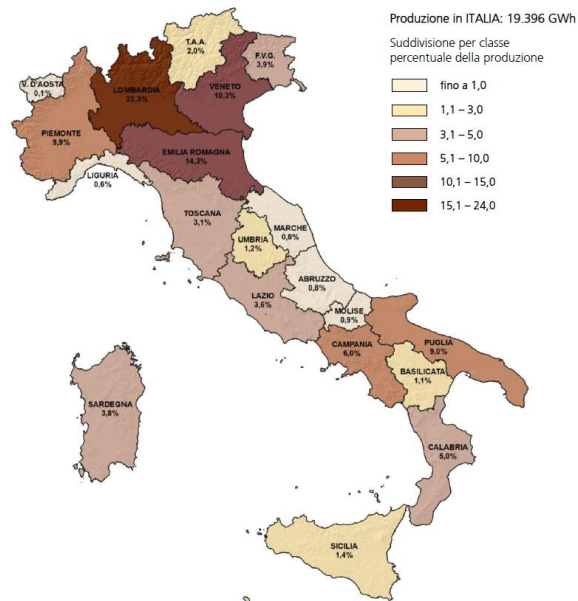 Produzione in ITALIA: 19.396 GWh
Suddivisione per classe
percentuale della produzione
fino a 1,0
1,1 – 3,0
3,1 – 5,0
5,1 – 10,0
10,1 – 15,0
15,1 – 24,0
T.A.A.
2,0%
F.V.G.
3,9%
V. D'AOSTA
0,1%
LOMBARDIA
22,3%
VENETO
10,3%
PIEMONTE
9,9%
EMILIA ROMAGNA
14,3%
LIGURIA
0,6%
TOSCANA
3,1%
MARCHE
0,8%
UMBRIA
1,2%
ABRUZZO
0,8%
LAZIO
3,6%
MOLISE
0,9%
CAMPANIA
6,0%
PUGLIA
9,0%
BASILICATA
1,1%
SARDEGNA
3,8%
CALABRIA
5,0%
SICILIA
1,4%